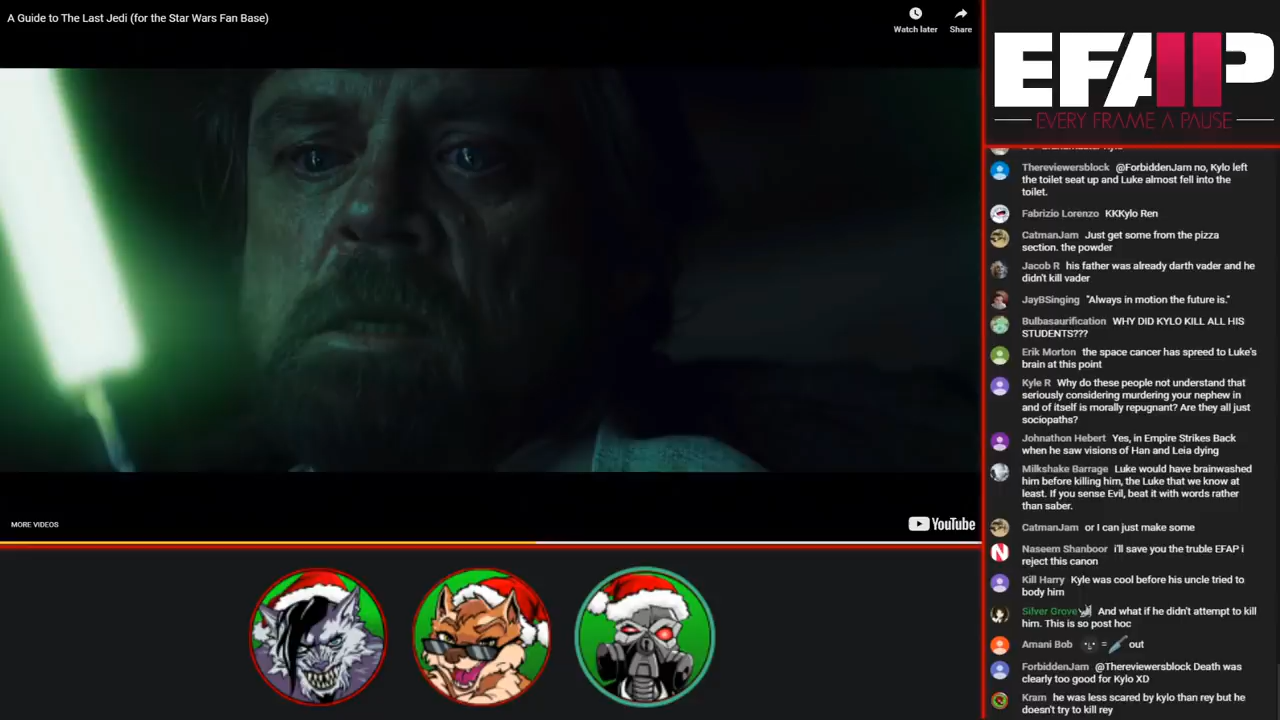 A Guide to The Last Jedi (for the Star Wars Fan Base)
Watch later
Share
MORE VIDEOS
YouTube
EFAP
EVERY FRAME A PAUSE
Thereviewersblock @ForbiddenJam no, Kylo left
the toilet seat up and Luke almost fell into the
toilet.
Fabrizio Lorenzo KKKylo Ren
CatmanJam Just get some from the pizza
section. the powder
Jacob R his father was already darth vader and he
didn't kill vader
JayBSinging "Always in motion the future is."
Bulbasaurification WHY DID KYLO KILL ALL HIS
STUDENTS???
Erik Morton the space cancer has spreed to Luke's
brain at this point
Kyle R Why do these people not understand that
seriously considering murdering your nephew in
and of itself is morally repugnant? Are they all just
sociopaths?
Johnathon Hebert Yes, in Empire Strikes Back
when he saw visions of Han and Leia dying
Milkshake Barrage Luke would have brainwashed
him before killing him, the Luke that we know at
least. If you sense Evil, beat it with words rather
than saber.
CatmanJam or I can just make some
Naseem Shanboor i'll save you the truble EFAP i
reject this canon
Kill Harry Kyle was cool before his uncle tried to
body him
Silver Grove And what if he didn't attempt to kill
him. This is so post hoc
Amani Bob = out
ForbiddenJam @Thereviewersblock Death was
clearly too good for Kylo XD
Kram he was less scared by kylo than rey but he
doesn't try to kill rey